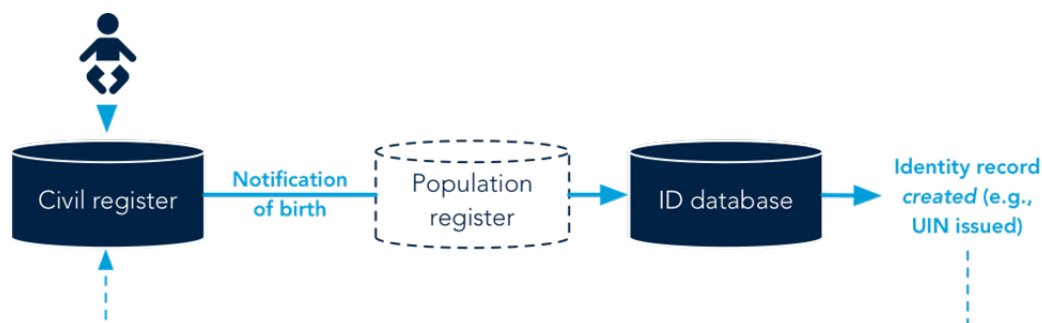 Civil register
Notification
of birth
Population
register
ID database
Identity record
created (e.g.,
UIN issued)